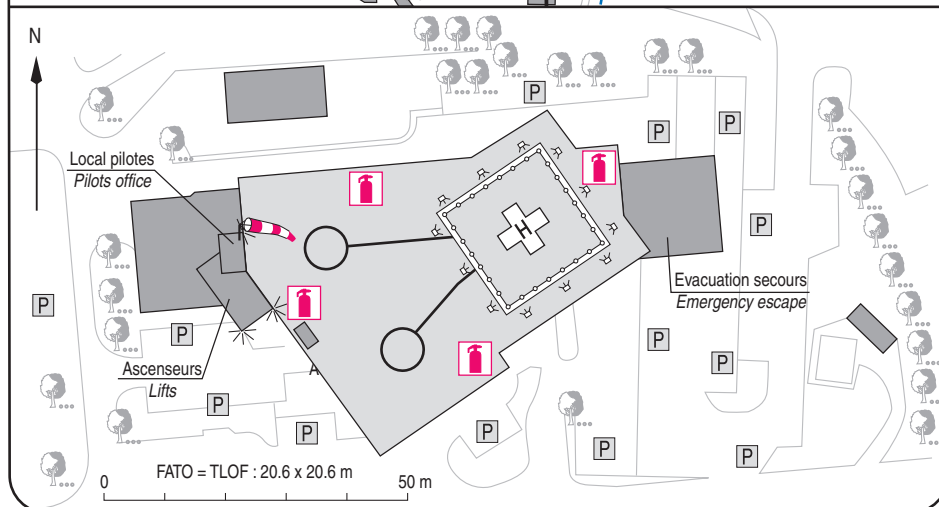 N
P
P
P
Local pilotes
Pilots office
H
P
Evacuation secours
Emergency escape
P
P
P
P
Ascenseurs
Lifts
A
P
P
P
P
P
FATO = TLOF : 20.6 x 20.6 m
0
50 m